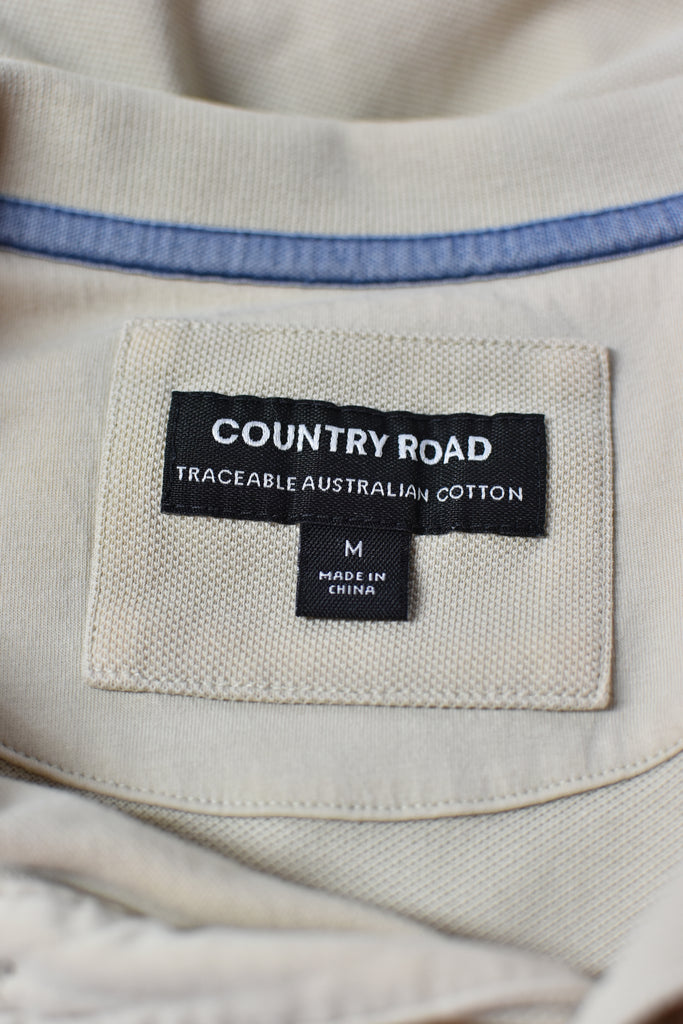 COUNTRY ROAD
TRACEABLE AUSTRALIAN COTTON
M
MADE IN
CHINA